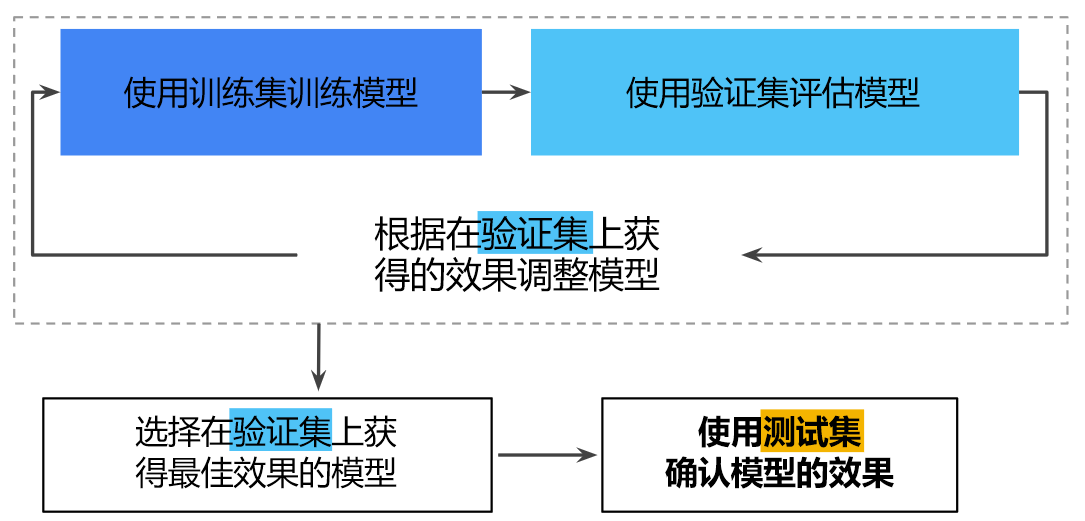 使用训练集训练模型
使用验证集评估模型
根据在验证集上获
得的效果调整模型
选择在验证集上获
得最佳效果的模型
使用测试集
确认模型的效果